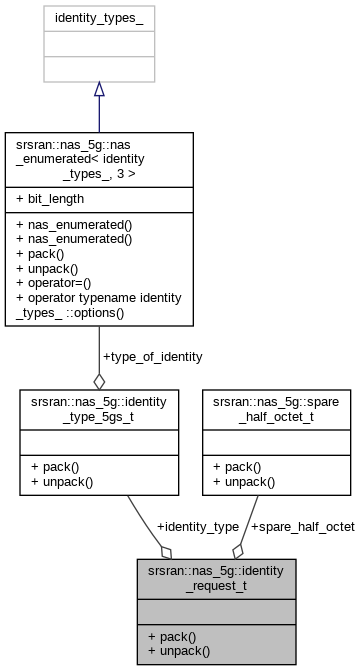 identity_types_
srsran::nas_5g::nas
_enumerated< identity
_types_, 3 >
+ bit_length
+ nas_enumerated()
+ nas_enumerated()
+ pack()
+ unpack()
+ operator=()
+ operator typename identity
_types_ ::options()
+type_of_identity
srsran::nas_5g::identity
_type_5gs_t
+ pack()
+ unpack()
srsran::nas_5g::spare
_half_octet_t
+ pack()
+ unpack()
+identity_type
+spare_half_octet
srsran::nas_5g::identity
_request_t
+ pack()
+ unpack()